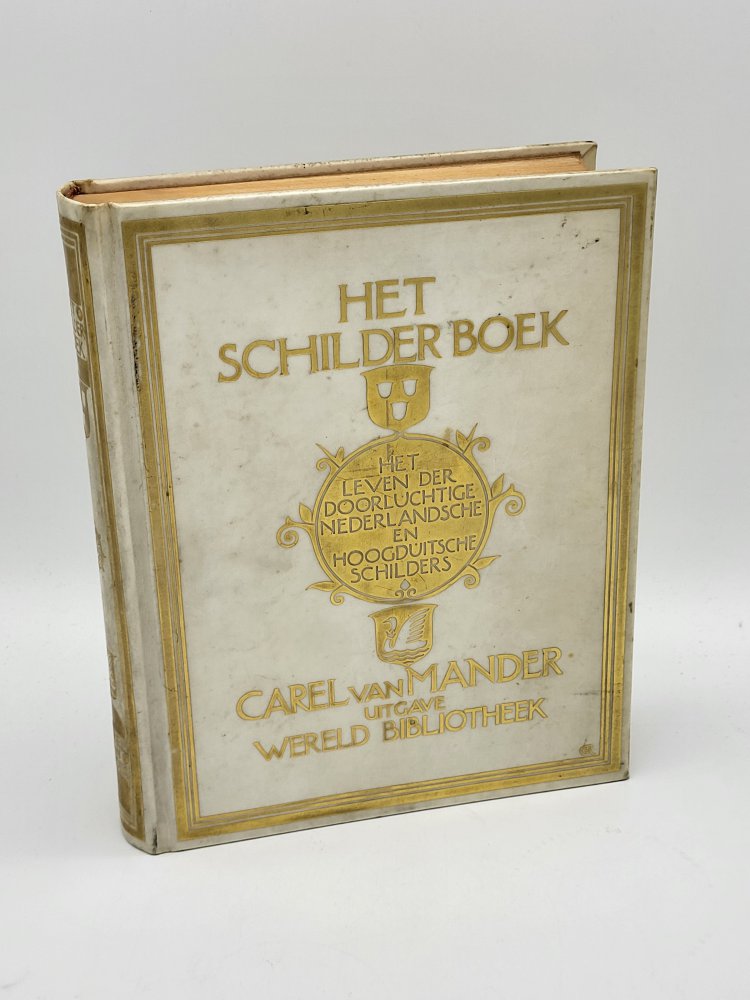 HET
SCHILDER BOEK
HET
LEVEN DER
DOORLUCHTIGE
NEDERLANDSCHE
EN
HOOGDUITSCHE
SCHILDERS
CAREL VAN MANDER
UITGAVE
WERELD BIBLIOTHEEK